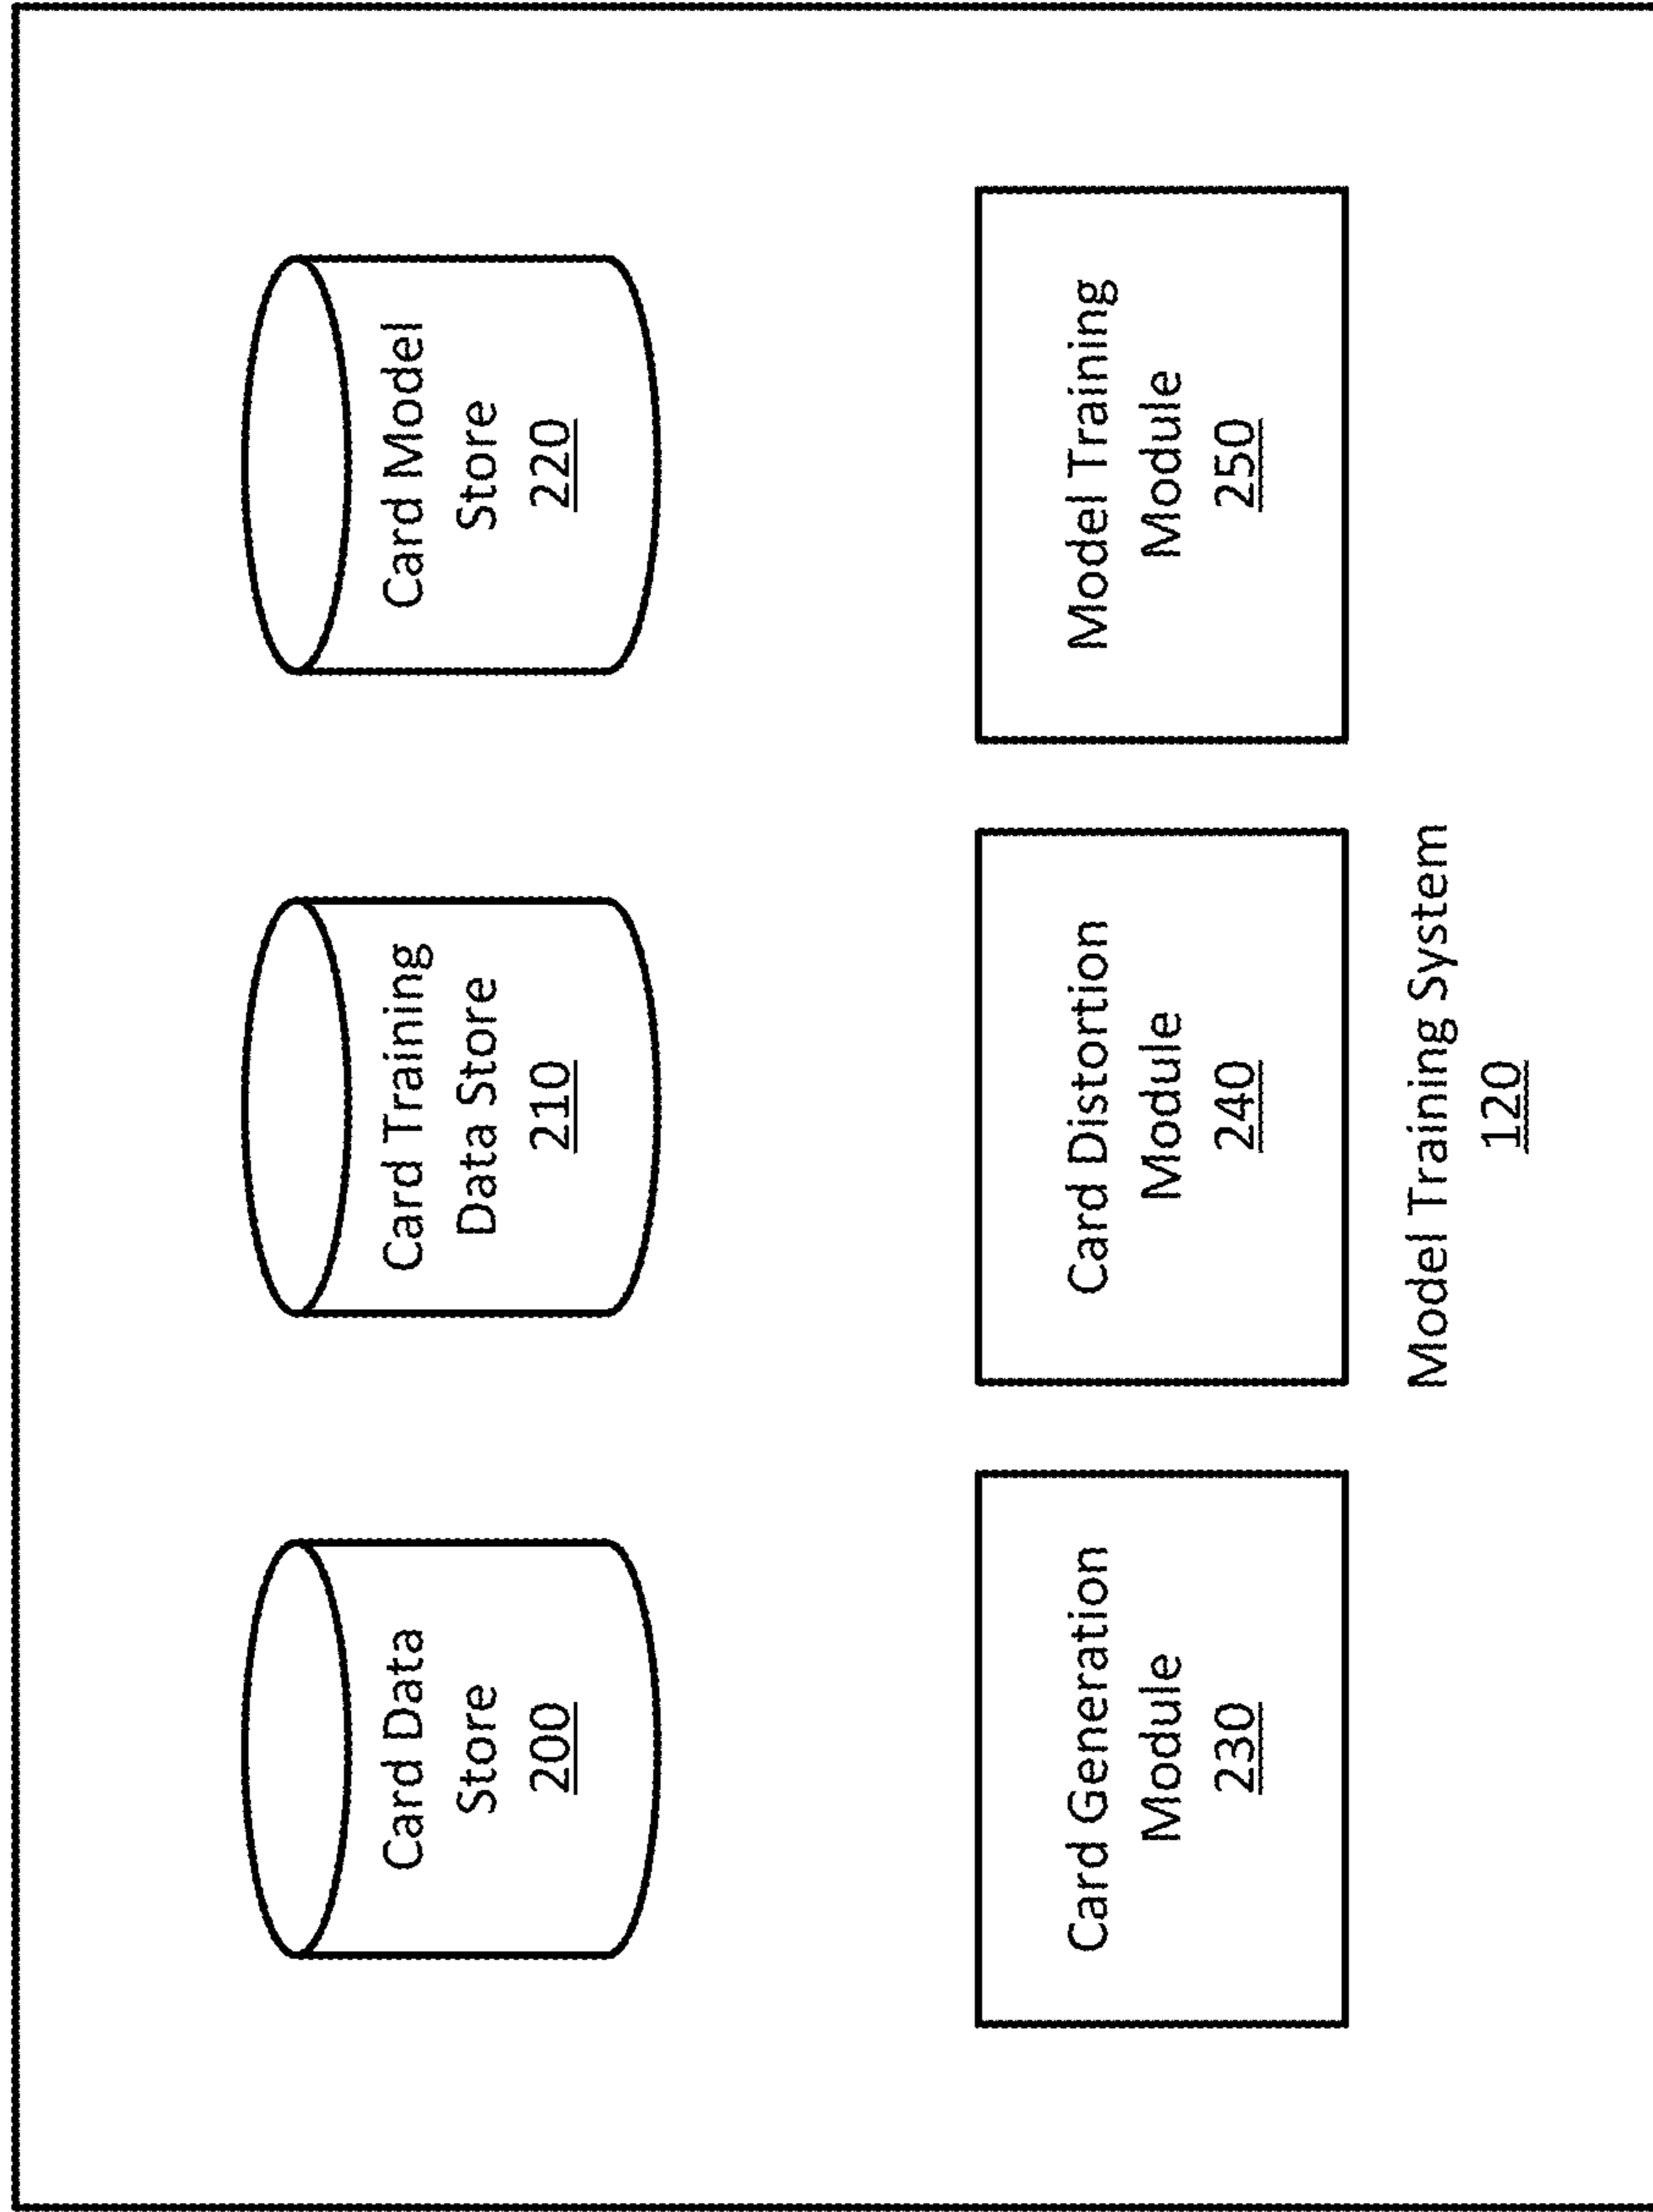 Card Data
Store
200
Card Training
Data Store
210
Card Model
Store
220
Card Generation
Module
230
Card Distortion
Module
240
Model Training
Module
250
Model Training System
120